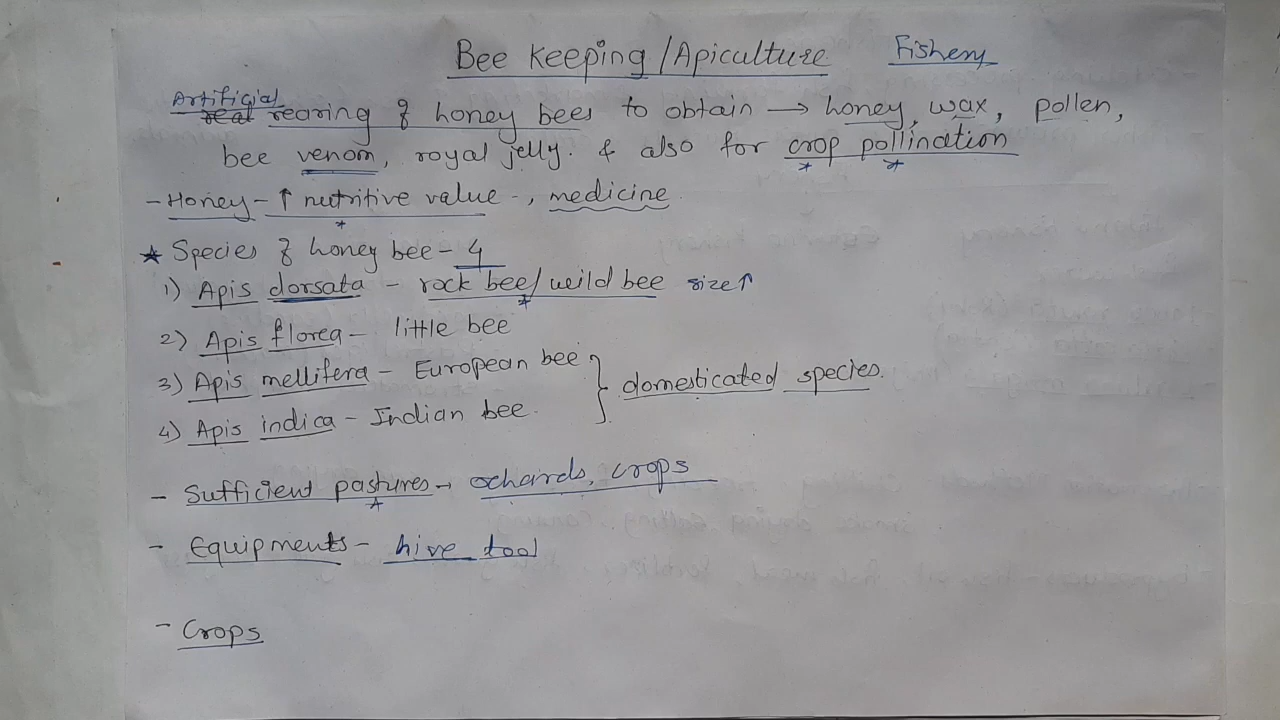 Bee keeping/Apiculture Fishery
Artificial
rearing of honey bees to obtain → honey, wax, pollen,
bee venom, royal jelly. & also for crop pollination
- Honey - ↑ nutritive value -, medicine
★ Species of honey bee - 4
1) Apis dorsata - rock bee/ weild bee size↑
2) Apis florea - little bee
3) Apis mellifera - European bee
} domesticated species.
4) Apis indica - Indian bee.
- Sufficient pastures → ochards, crops
- Equipments - hive tool
- Crops